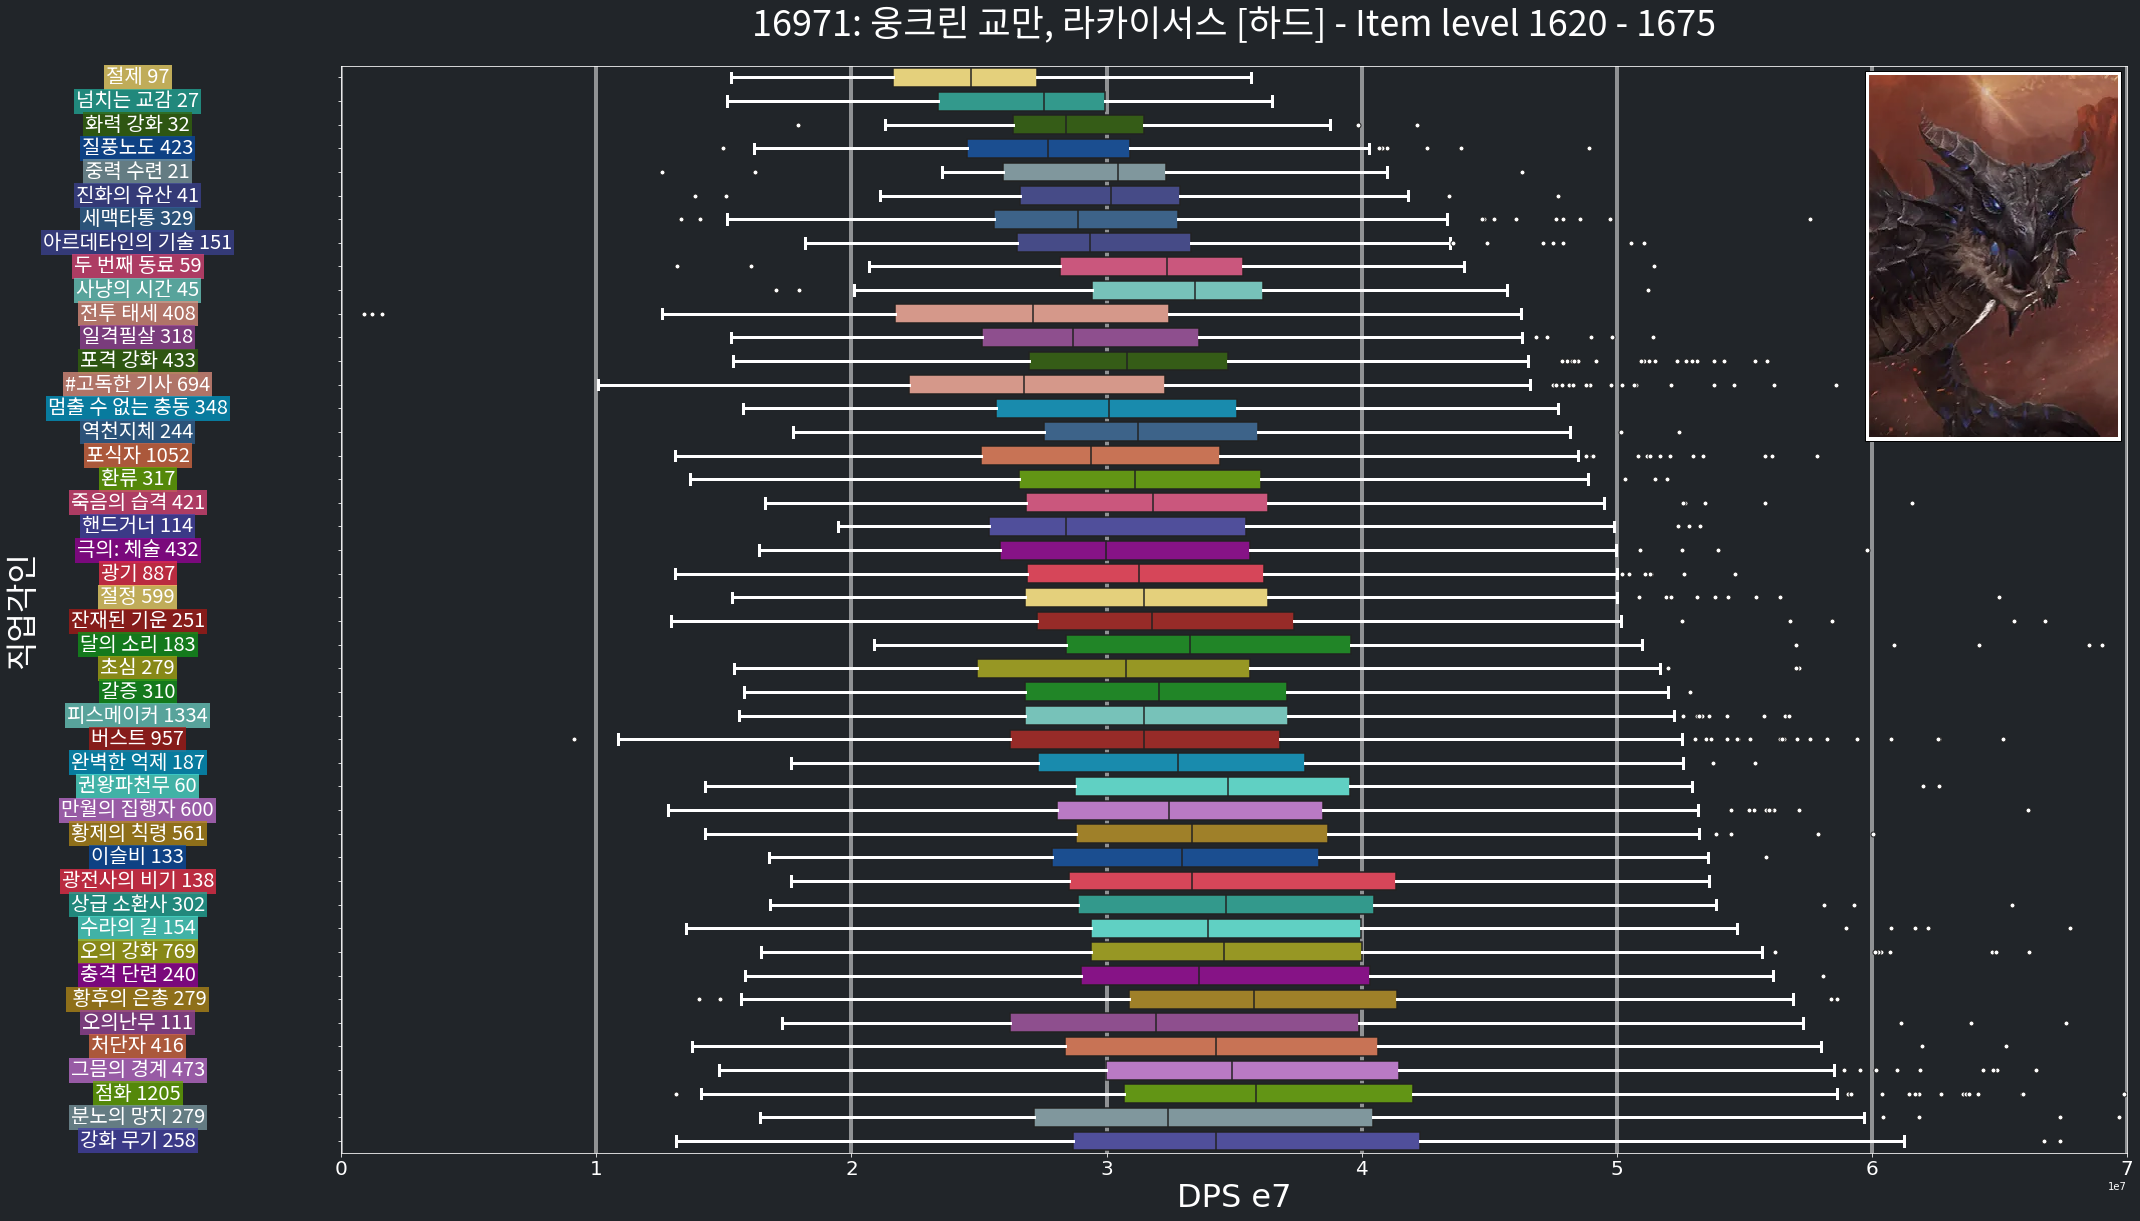 16971: 웅크린 교만, 라카이서스 [하드] - Item level 1620 - 1675
절제 97
넘치는 교감 27
화력 강화 32
질풍노도 423
중력 수련 21
진화의 유산 41
세맥타통 329
아르데타인의 기술 151
두 번째 동료 59
사냥의 시간 45
전투 태세 408
일격필살 318
포격 강화 433
#고독한 기사 694
멈출 수 없는 충동 348
역천지체 244
포식자 1052
환류 317
죽음의 습격 421
핸드거너 114
극의: 체술 432
광기 887
절정 599
잔재된 기운 251
달의 소리 183
초심 279
갈증 310
피스메이커 1334
버스트 957
완벽한 억제 187
권왕파천무 60
만월의 집행자 600
황제의 칙령 561
이슬비 133
광전사의 비기 138
상급 소환사 302
수라의 길 154
오의 강화 769
충격 단련 240
황후의 은총 279
오의난무 111
처단자 416
그믐의 경계 473
점화 1205
분노의 망치 279
강화 무기 258
직업각인
0 1 2 3 4 5 6 7
1e7
DPS e7